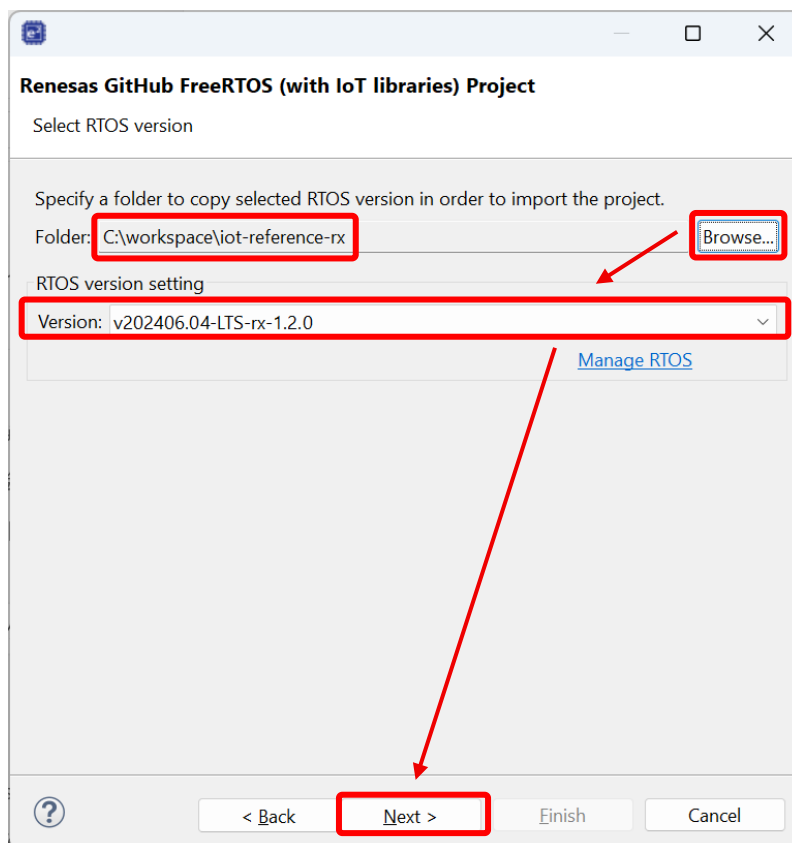 Renesas GitHub FreeRTOS (with IoT libraries) Project
Select RTOS version
Specify a folder to copy selected RTOS version in order to import the project.
Folder: C:\workspace\iot-reference-rx Browse...
RTOS version setting
Version: v202406.04-LTS-rx-1.2.0
Manage RTOS
? < Back Next > Finish Cancel